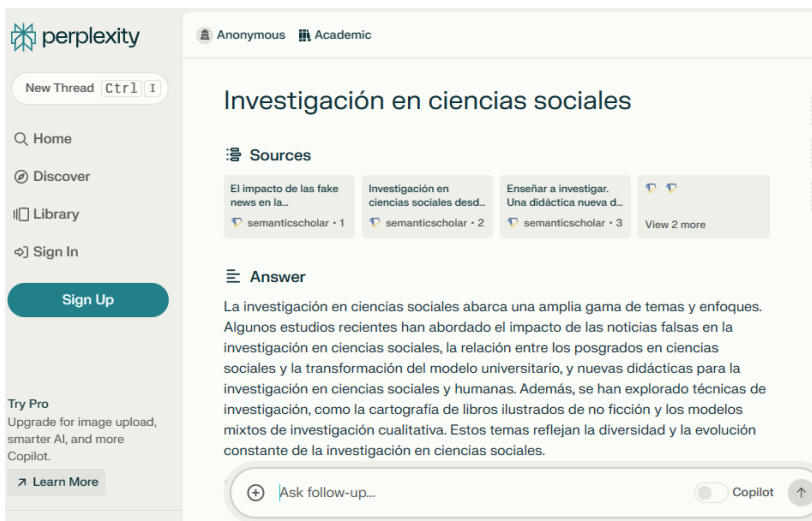 perplexity
New Thread Ctrl I
Home
Discover
Library
Sign In
Sign Up
Try Pro
Upgrade for image upload,
smarter AI, and more
Copilot.
Learn More
Anonymous Academic
Investigación en ciencias sociales
Sources
El impacto de las fake
news en la...
semanticscholar · 1
Investigación en
ciencias sociales desd...
semanticscholar · 2
Enseñar a investigar.
Una didáctica nueva d...
semanticscholar · 3
View 2 more
Answer
La investigación en ciencias sociales abarca una amplia gama de temas y enfoques.
Algunos estudios recientes han abordado el impacto de las noticias falsas en la
investigación en ciencias sociales, la relación entre los posgrados en ciencias
sociales y la transformación del modelo universitario, y nuevas didácticas para la
investigación en ciencias sociales y humanas. Además, se han explorado técnicas de
investigación, como la cartografía de libros ilustrados de no ficción y los modelos
mixtos de investigación cualitativa. Estos temas reflejan la diversidad y la evolución
constante de la investigación en ciencias sociales.
Ask follow-up...
Copilot